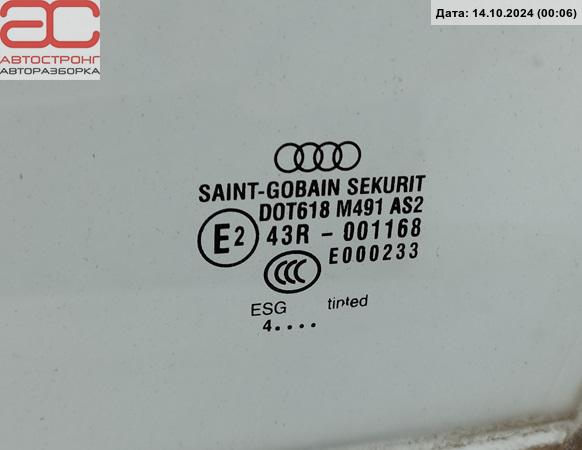 Дата: 14.10.2024 (00:06)
АС
АВТОСТРОНГ
АВТОРАЗБОРКА
SAINT-GOBAIN SEKURIT
DOT618 M491 AS2
E2 43R - 001168
E000233
CCC
ESG tinted
4....